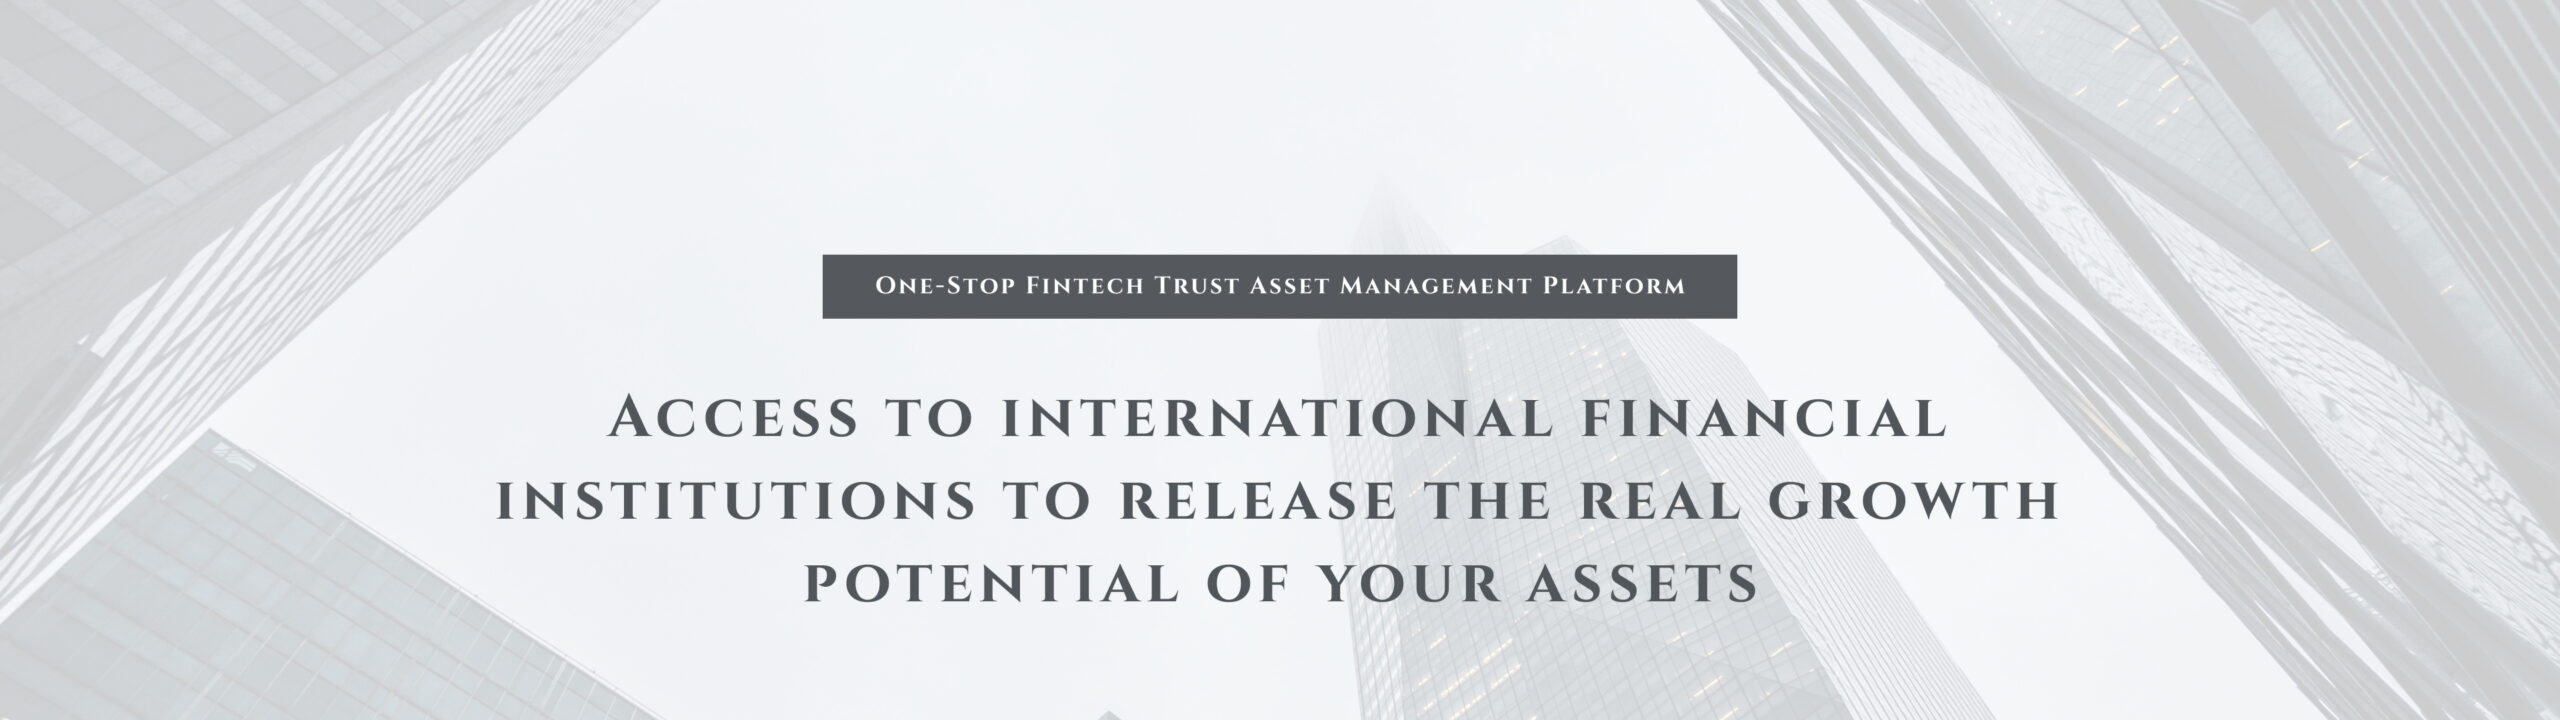 One-Stop Fintech Trust Asset Management Platform
Access to international financial
institutions to release the real growth
potential of your assets